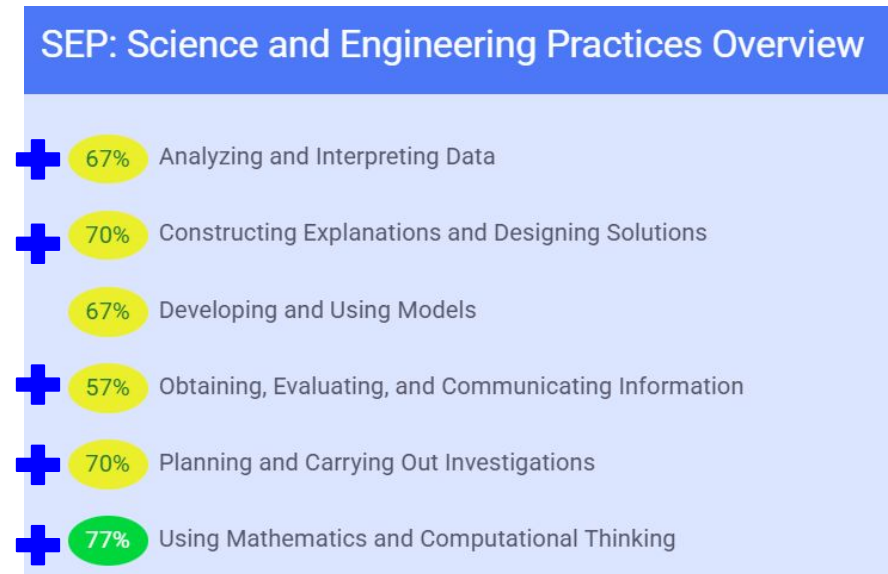 SEP: Science and Engineering Practices Overview
67% Analyzing and Interpreting Data
70% Constructing Explanations and Designing Solutions
67% Developing and Using Models
57% Obtaining, Evaluating, and Communicating Information
70% Planning and Carrying Out Investigations
77% Using Mathematics and Computational Thinking